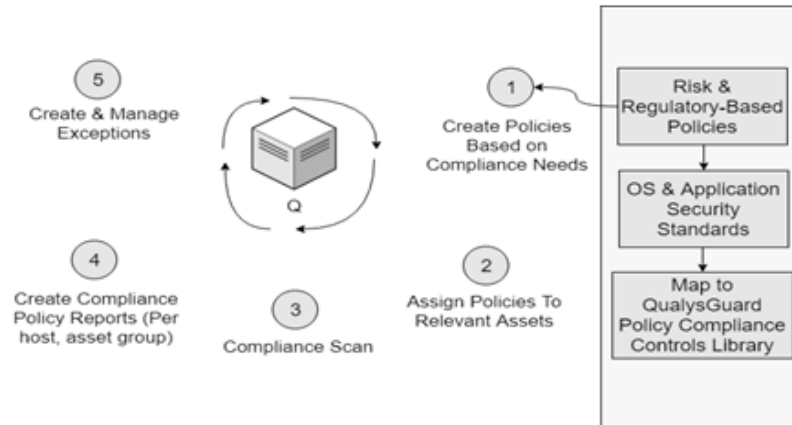 5
Create & Manage
Exceptions
Q
1
Create Policies
Based on
Compliance Needs
Risk &
Regulatory-Based
Policies
OS & Application
Security
Standards
Map to
QualysGuard
Policy Compliance
Controls Library
4
Create Compliance
Policy Reports (Per
host, asset group)
3
Compliance Scan
2
Assign Policies To
Relevant Assets